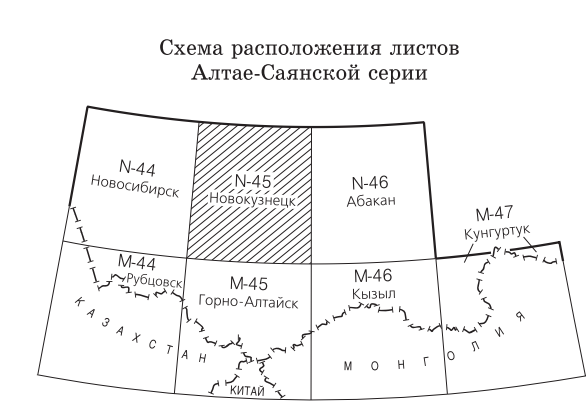 Схема расположения листов
Алтае-Саянской серии
N-44
Новосибирск
N-45
Новокузнецк
N-46
Абакан
M-47
Кунгуртук
M-44
Рубцовск
M-45
Горно-Алтайск
M-46
Кызыл
КАЗАХСТАН
МОНГОЛИЯ
КИТАЙ